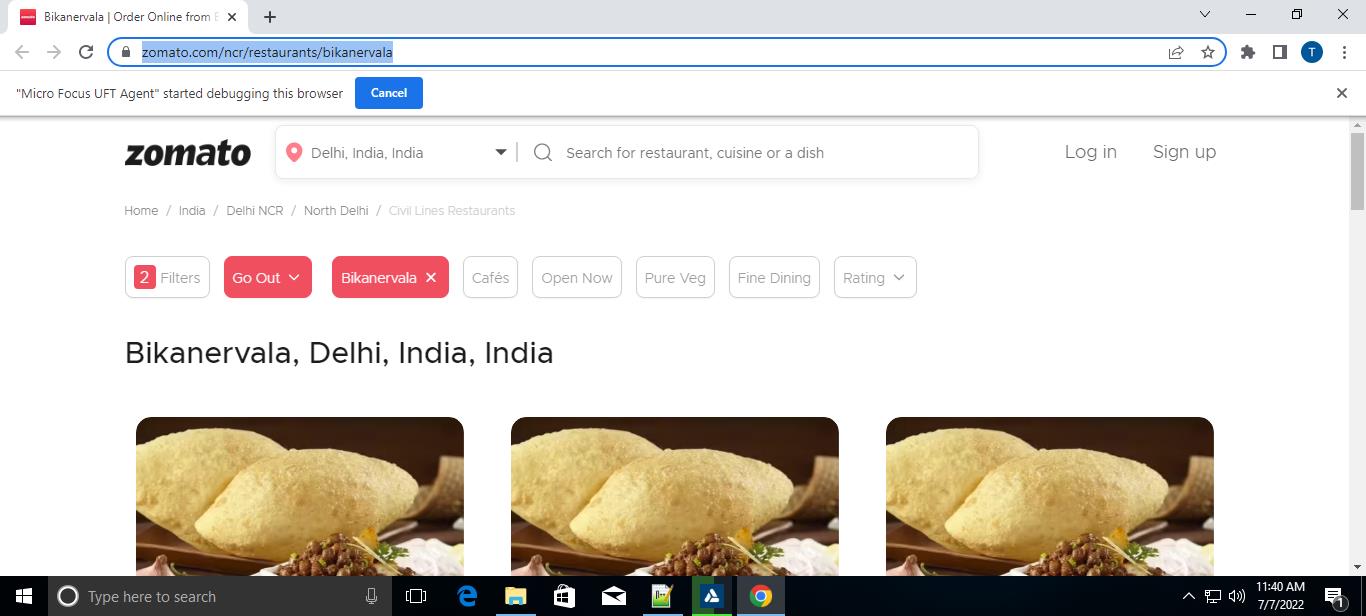 Bikanervala | Order Online from
zomato.com/ncr/restaurants/bikanervala
T
"Micro Focus UFT Agent" started debugging this browser
Cancel
zomato
Delhi, India, India
Search for restaurant, cuisine or a dish
Log in
Sign up
Home / India / Delhi NCR / North Delhi / Civil Lines Restaurants
2 Filters
Go Out
Bikanervala
Cafés
Open Now
Pure Veg
Fine Dining
Rating
Bikanervala, Delhi, India, India
Type here to search
11:40 AM
7/7/2022
1